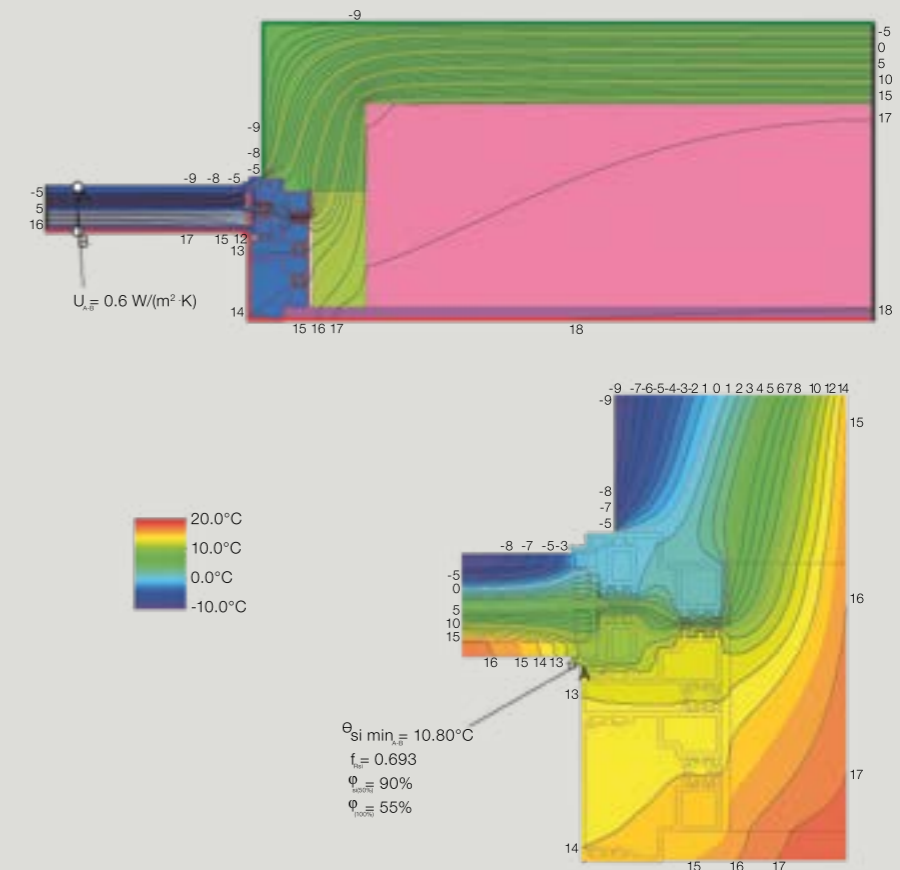 -9
-5
0
5
10
15
17
-9
-8
-5
-9 -8 -5
-5
5
16
17 15 12
13
B
U A-B = 0.6 W/(m² K)
14
18
15 16 17
18
-9 -7-6-5-4-3-2 1 0 1 2 3 4 5 6 7 8 10 12 14
-9
15
-8
-7
-5
20.0°C
10.0°C
0.0°C
-10.0°C
-8 -7 -5 -3
-5
0
5
10
15
16
16 15 14 13
13
θsi min A-B = 10.80°C
fRsi = 0.693
φsi(50%) = 90%
φ(100%) = 55%
17
14
15 16 17